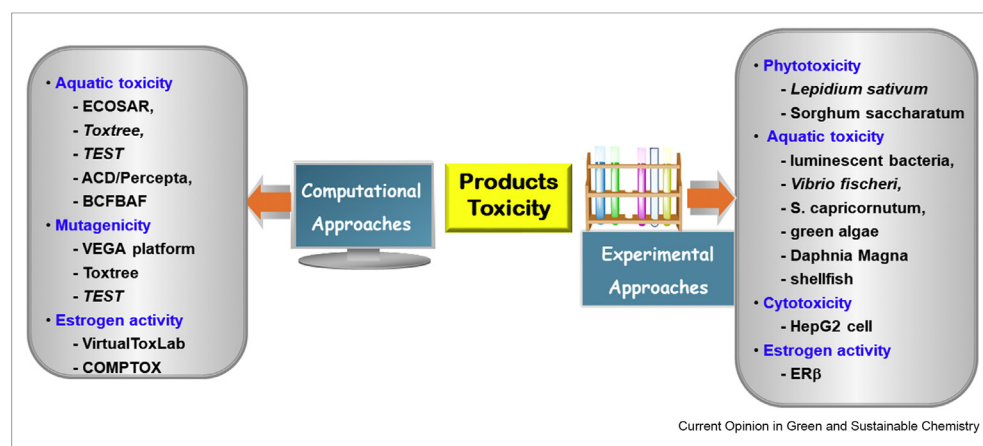 • Aquatic toxicity
- ECOSAR,
- Toxtree,
- TEST
- ACD/Percepta,
- BCFBAF
• Mutagenicity
- VEGA platform
- Toxtree
- TEST
• Estrogen activity
- VirtualToxLab
- COMPTOX
Computational
Approaches
Products
Toxicity
Experimental
Approaches
• Phytotoxicity
- Lepidium sativum
- Sorghum saccharatum
• Aquatic toxicity
- luminescent bacteria,
- Vibrio fischeri,
- S. capricornutum,
- green algae
- Daphnia Magna
- shellfish
• Cytotoxicity
- HepG2 cell
• Estrogen activity
- ERβ
Current Opinion in Green and Sustainable Chemistry